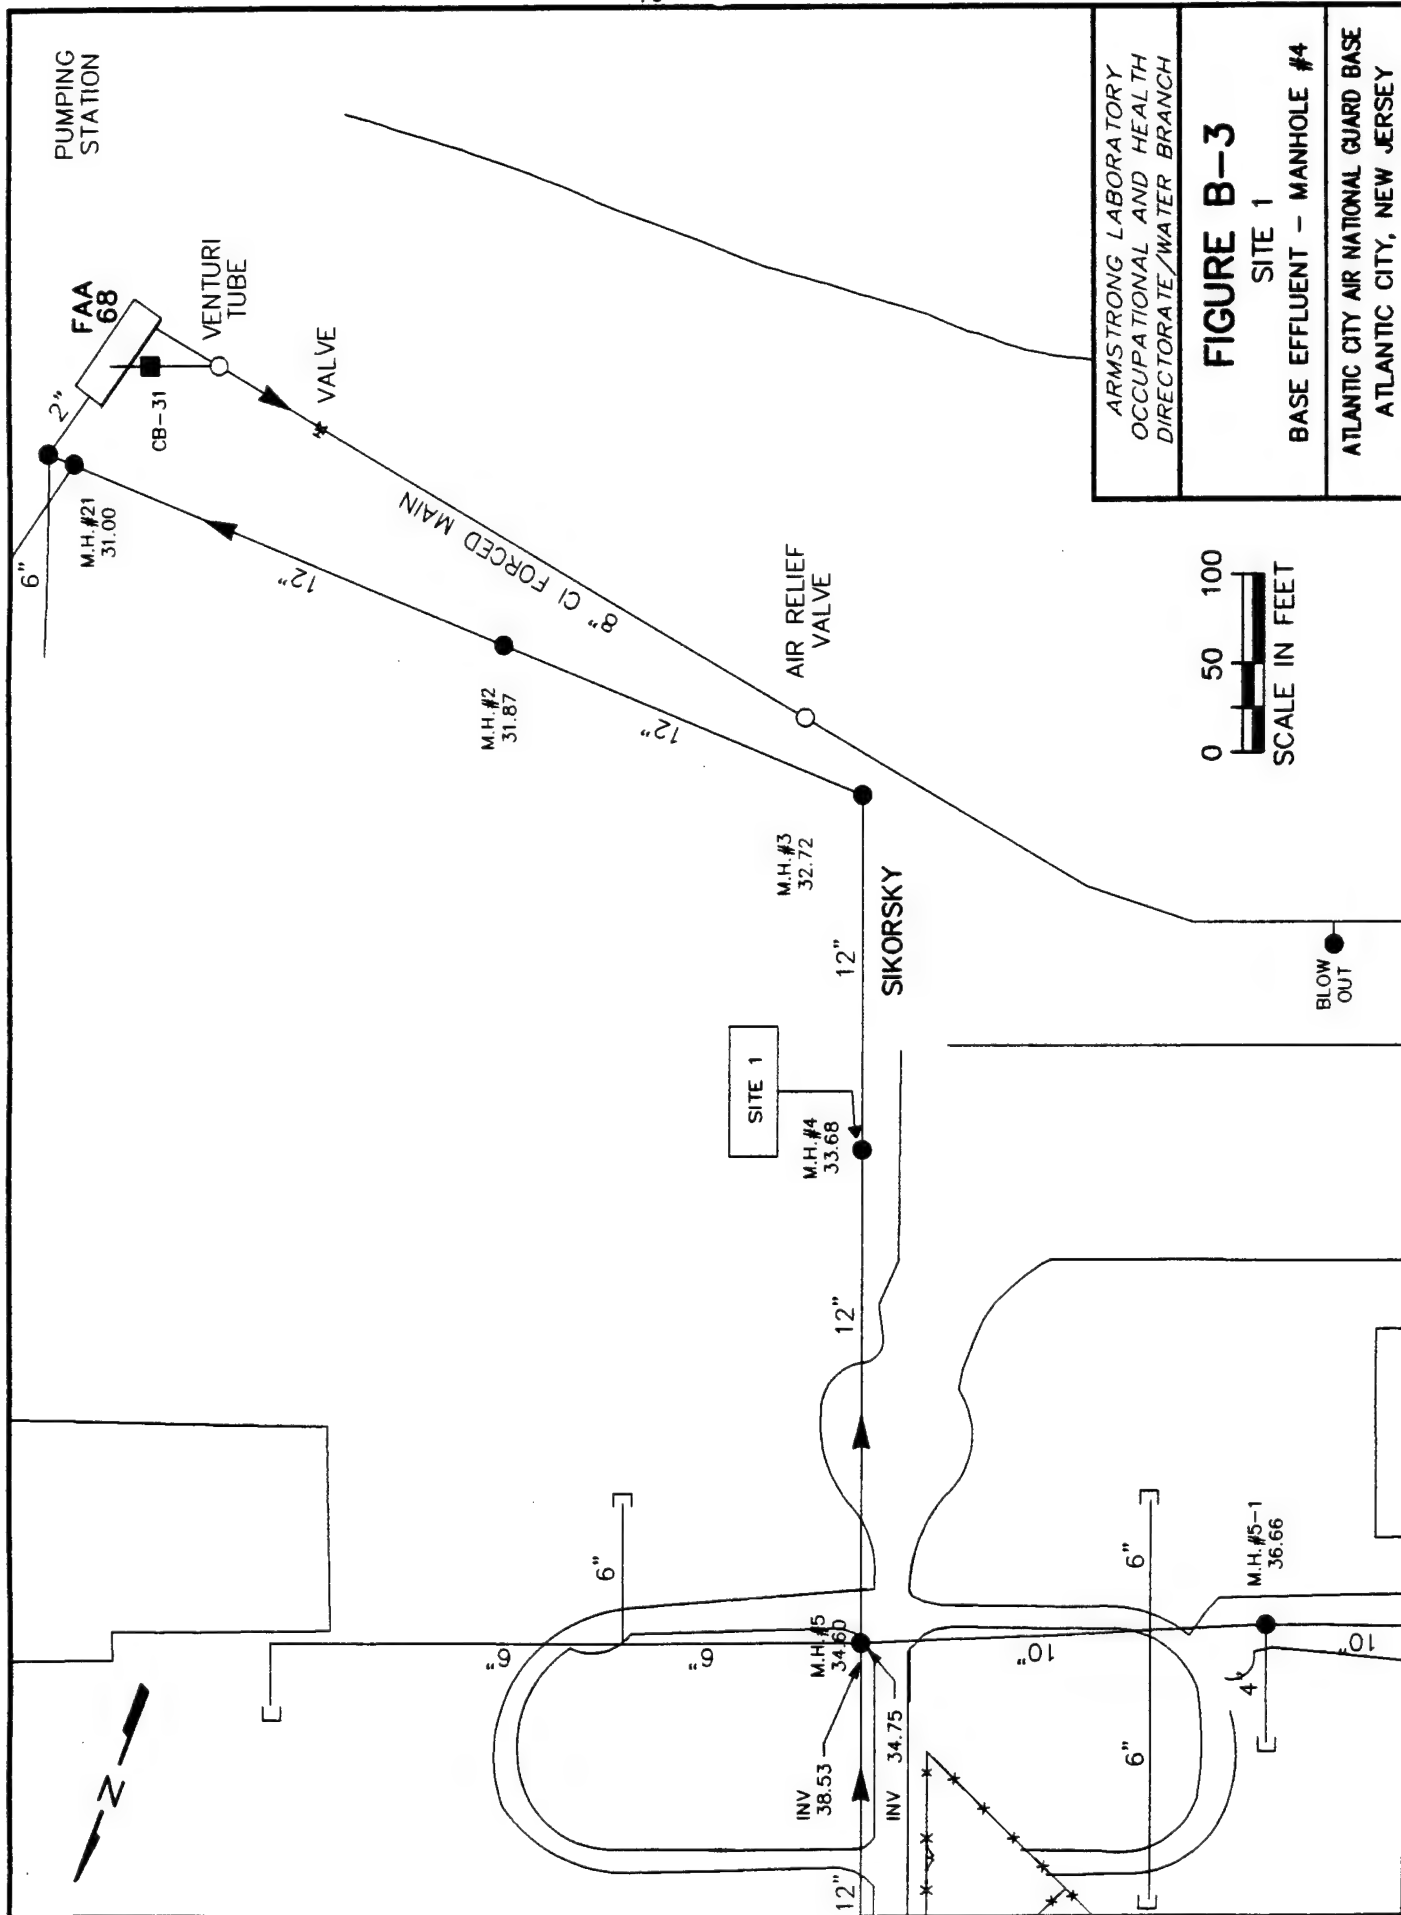 PUMPING
STATION
FAA
68
2"
VENTURI
TUBE
CB-31
VALVE
6"
M.H.#21
31.00
12"
8" CI FORCED MAIN
M.H.#2
31.87
12"
AIR RELIEF
VALVE
M.H.#3
32.72
12"
SIKORSKY
BLOW
OUT
SITE 1
M.H.#4
33.68
12"
6"
6"
6"
M.H.#5
34.60
INV
38.53
INV 34.75
12"
10"
6"
6"
M.H.#5-1
36.66
4"
10"
N
0 50 100
SCALE IN FEET
ARMSTRONG LABORATORY
OCCUPATIONAL AND HEALTH
DIRECTORATE/WATER BRANCH
FIGURE B-3
SITE 1
BASE EFFLUENT - MANHOLE #4
ATLANTIC CITY AIR NATIONAL GUARD BASE
ATLANTIC CITY, NEW JERSEY